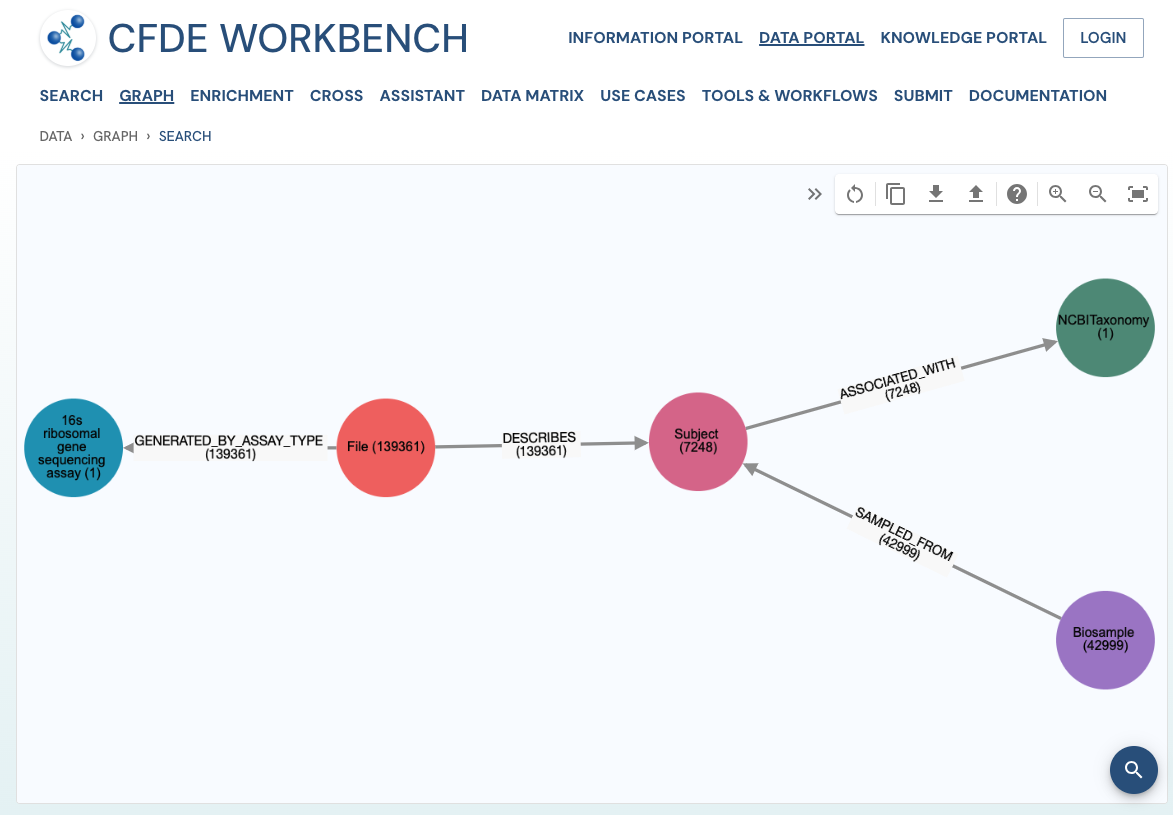 CFDE WORKBENCH
INFORMATION PORTAL
DATA PORTAL
KNOWLEDGE PORTAL
LOGIN
SEARCH
GRAPH
ENRICHMENT
CROSS
ASSISTANT
DATA MATRIX
USE CASES
TOOLS & WORKFLOWS
SUBMIT
DOCUMENTATION
DATA › GRAPH › SEARCH
NCBITaxonomy
(1)
ASSOCIATED_WITH
(7248)
16s
ribosomal
gene
sequencing
assay (1)
GENERATED_BY_ASSAY_TYPE
(139361)
File (139361)
DESCRIBES
(139361)
Subject
(7248)
SAMPLED_FROM
(42999)
Biosample
(42999)